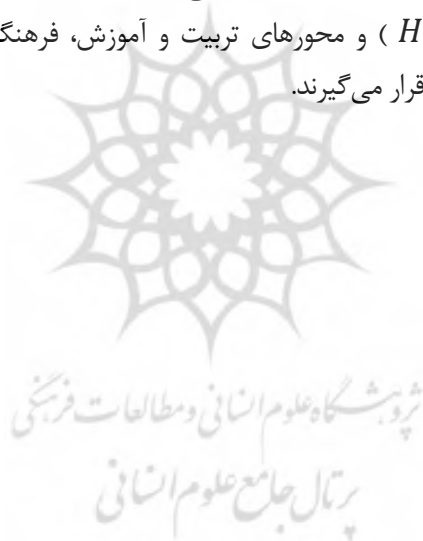 H ) و محورهای تربیت و آموزش، فرهنگ
قرار می‌گیرند.
پژوهشگاه علوم انسانی و مطالعات فرهنگی
پرتال جامع علوم انسانی